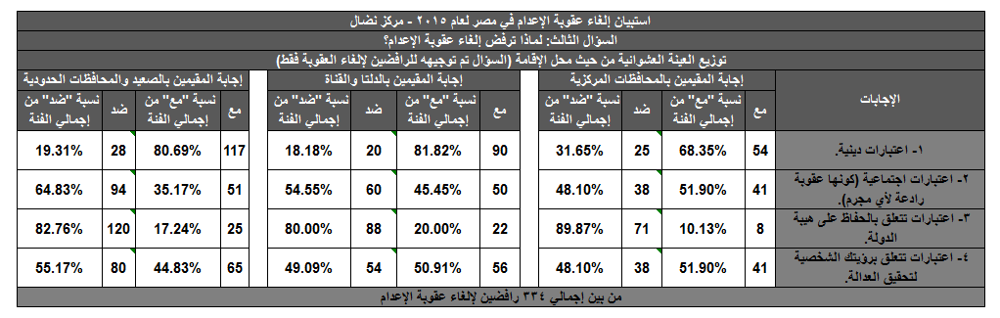 استبيان إلغاء عقوبة الإعدام في مصر لعام ٢٠١٥ - مركز نضال
السؤال الثالث: لماذا ترفض إلغاء عقوبة الإعدام؟
توزيع العينة العشوائية من حيث محل الإقامة (السؤال تم توجيهه للرافضين لإلغاء العقوبة فقط)
الإجابات إجابة المقيمين بالمحافظات المركزية إجابة المقيمين بالدلتا والقناة إجابة المقيمين بالصعيد والمحافظات الحدودية
مع نسبة "مع" من إجمالي الفئة ضد نسبة "ضد" من إجمالي الفئة مع نسبة "مع" من إجمالي الفئة ضد نسبة "ضد" من إجمالي الفئة مع نسبة "مع" من إجمالي الفئة ضد نسبة "ضد" من إجمالي الفئة
١- اعتبارات دينية. 54 68.35% 25 31.65% 90 81.82% 20 18.18% 117 80.69% 28 19.31%
٢- اعتبارات اجتماعية (كونها عقوبة رادعة لأي مجرم). 41 51.90% 38 48.10% 50 45.45% 60 54.55% 51 35.17% 94 64.83%
٣- اعتبارات تتعلق بالحفاظ على هيبة الدولة. 8 10.13% 71 89.87% 22 20.00% 88 80.00% 25 17.24% 120 82.76%
٤- اعتبارات تتعلق برؤيتك الشخصية لتحقيق العدالة. 41 51.90% 38 48.10% 56 50.91% 54 49.09% 65 44.83% 80 55.17%
من بين إجمالي ٣٣٤ رافضين لإلغاء عقوبة الإعدام